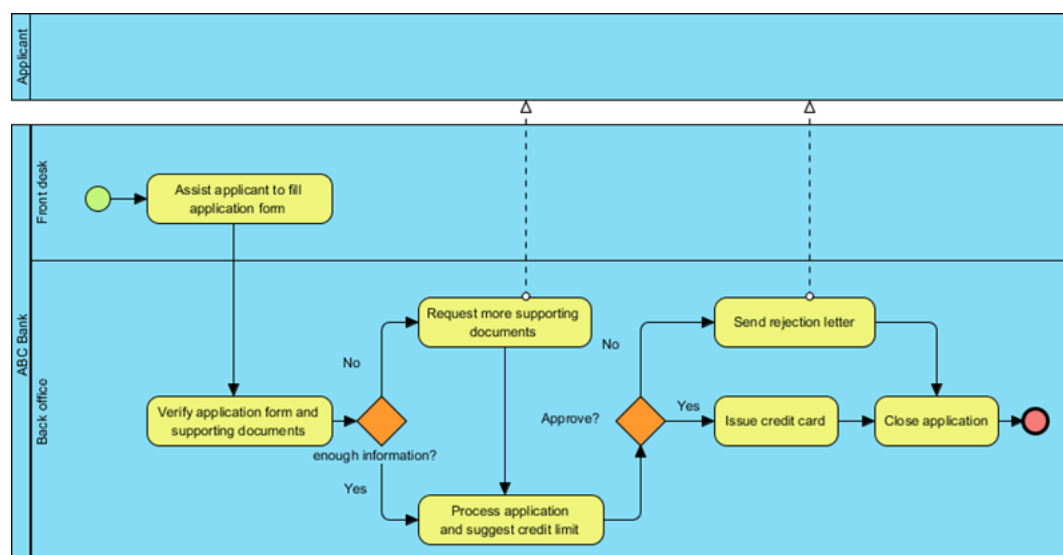 Applicant
ABC Bank
Front desk
Assist applicant to fill
application form
Back office
Request more supporting
documents
Send rejection letter
No
No
Verify application form and
supporting documents
enough information?
Approve?
Yes
Issue credit card
Close application
Yes
Process application
and suggest credit limit